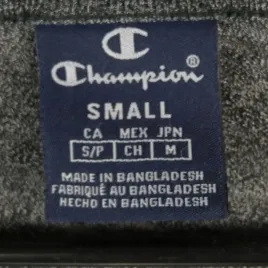 C
Champion®
SMALL
CA MEX JPN
S/P CH M
MADE IN BANGLADESH
FABRIQUÉ AU BANGLADESH
HECHO EN BANGLADESH